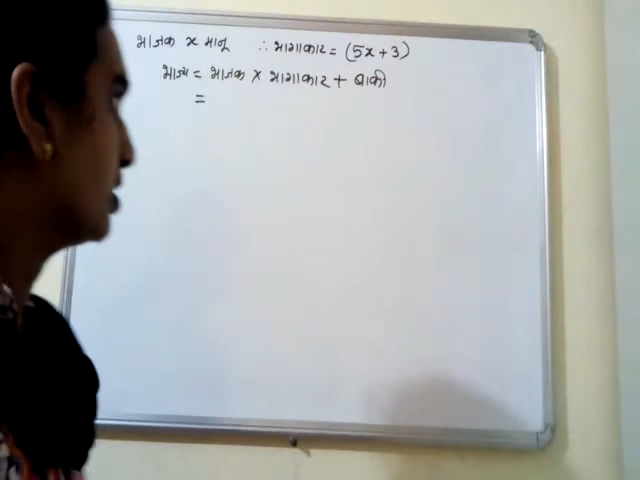 भाजक x मानू ∴ भागाकार = (5x + 3)
भाज्य = भाजक × भागाकार + बाकी
=